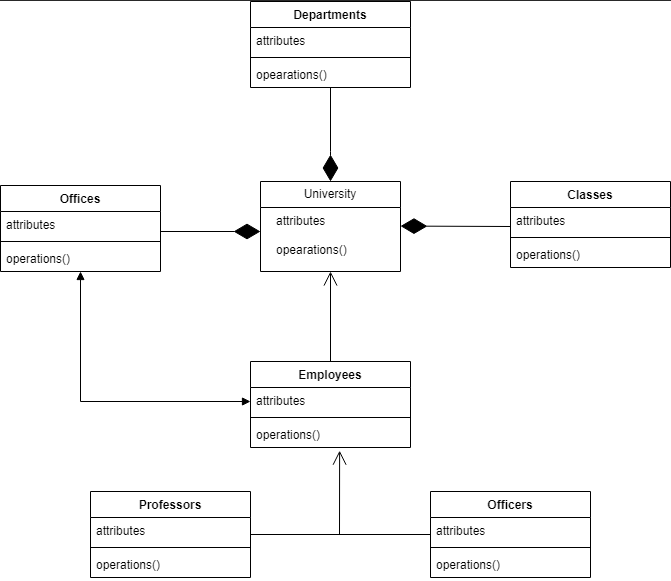 Departments
attributes
opearations()
Offices
attributes
operations()
University
attributes
opearations()
Classes
attributes
operations()
Employees
attributes
operations()
Professors
attributes
operations()
Officers
attributes
operations()